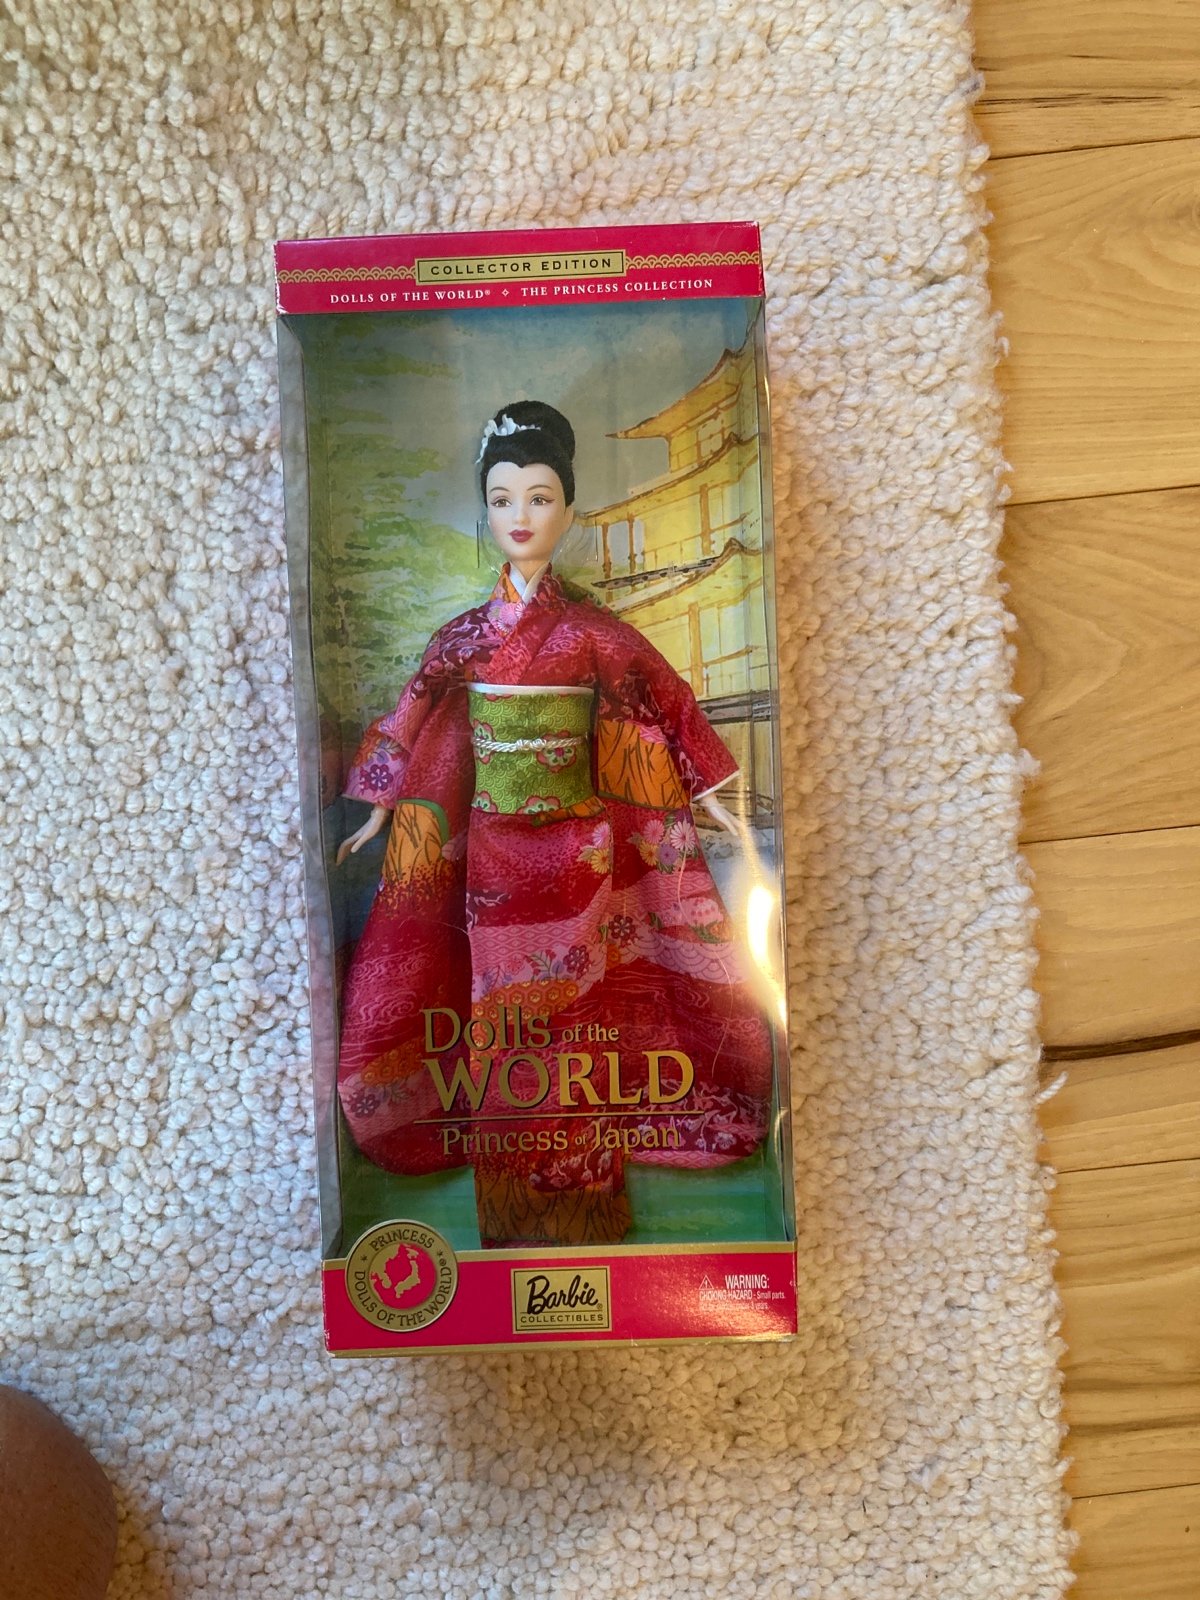 COLLECTOR EDITION
DOLLS OF THE WORLD® ✧ THE PRINCESS COLLECTION
Dolls of the
WORLD
Princess of Japan
PRINCESS
DOLLS OF THE WORLD®
Barbie®
COLLECTIBLES
WARNING:
CHOKING HAZARD - Small parts.